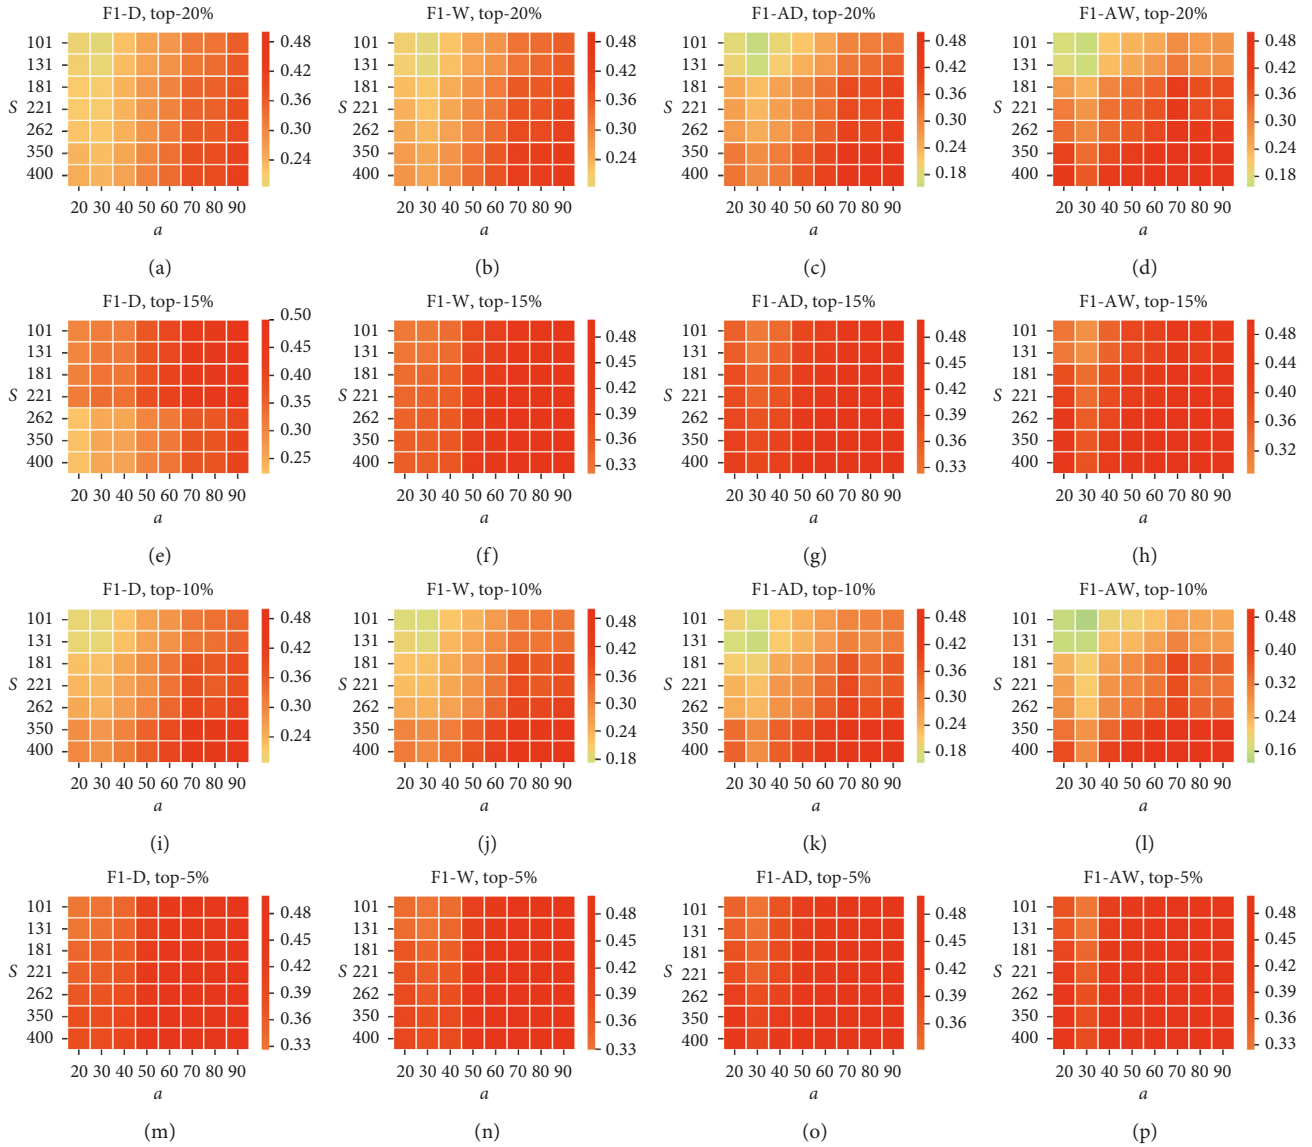 F1-D, top-20%
101
131
181
S 221
262
350
400
20 30 40 50 60 70 80 90
a
0.48
0.42
0.36
0.30
0.24
(a)
F1-W, top-20%
101
131
181
S 221
262
350
400
20 30 40 50 60 70 80 90
a
0.48
0.42
0.36
0.30
0.24
(b)
F1-AD, top-20%
101
131
181
S 221
262
350
400
20 30 40 50 60 70 80 90
a
0.48
0.42
0.36
0.30
0.24
0.18
(c)
F1-AW, top-20%
101
131
181
S 221
262
350
400
20 30 40 50 60 70 80 90
a
0.48
0.42
0.36
0.30
0.24
0.18
(d)
F1-D, top-15%
101
131
181
S 221
262
350
400
20 30 40 50 60 70 80 90
a
0.50
0.45
0.40
0.35
0.30
0.25
(e)
F1-W, top-15%
101
131
181
S 221
262
350
400
20 30 40 50 60 70 80 90
a
0.48
0.45
0.42
0.39
0.36
0.33
(f)
F1-AD, top-15%
101
131
181
S 221
262
350
400
20 30 40 50 60 70 80 90
a
0.48
0.45
0.42
0.39
0.36
0.33
(g)
F1-AW, top-15%
101
131
181
S 221
262
350
400
20 30 40 50 60 70 80 90
a
0.48
0.44
0.40
0.36
0.32
(h)
F1-D, top-10%
101
131
181
S 221
262
350
400
20 30 40 50 60 70 80 90
a
0.48
0.42
0.36
0.30
0.24
(i)
F1-W, top-10%
101
131
181
S 221
262
350
400
20 30 40 50 60 70 80 90
a
0.48
0.42
0.36
0.30
0.24
0.18
(j)
F1-AD, top-10%
101
131
181
S 221
262
350
400
20 30 40 50 60 70 80 90
a
0.48
0.42
0.36
0.30
0.24
0.18
(k)
F1-AW, top-10%
101
131
181
S 221
262
350
400
20 30 40 50 60 70 80 90
a
0.48
0.40
0.32
0.24
0.16
(l)
F1-D, top-5%
101
131
181
S 221
262
350
400
20 30 40 50 60 70 80 90
a
0.48
0.45
0.42
0.39
0.36
0.33
(m)
F1-W, top-5%
101
131
181
S 221
262
350
400
20 30 40 50 60 70 80 90
a
0.48
0.45
0.42
0.39
0.36
0.33
(n)
F1-AD, top-5%
101
131
181
S 221
262
350
400
20 30 40 50 60 70 80 90
a
0.48
0.45
0.42
0.39
0.36
(o)
F1-AW, top-5%
101
131
181
S 221
262
350
400
20 30 40 50 60 70 80 90
a
0.48
0.45
0.42
0.39
0.36
0.33
(p)